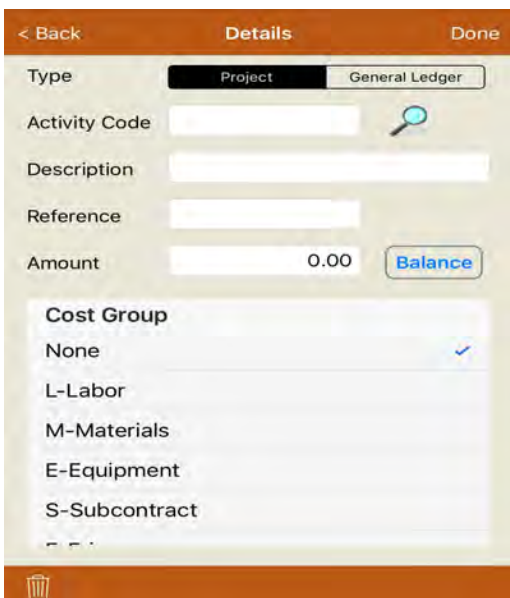 < Back Details Done
Type Project General Ledger
Activity Code
Description
Reference
Amount 0.00 Balance
Cost Group
None
L-Labor
M-Materials
E-Equipment
S-Subcontract